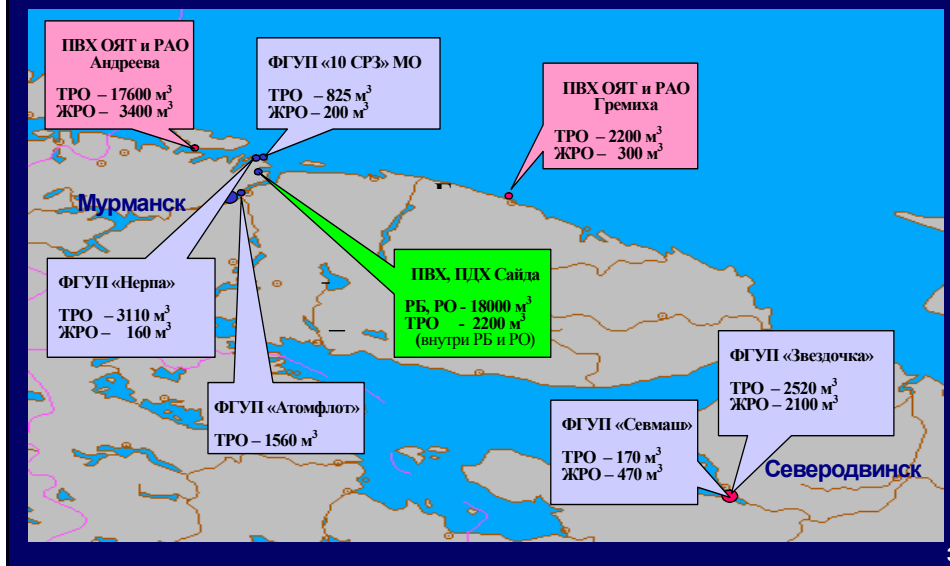 ПВХ ОЯТ и РАО
Андреева
ТРО – 17600 м³
ЖРО – 3400 м³
ФГУП «10 СРЗ» МО
ТРО – 825 м³
ЖРО – 200 м³
ПВХ ОЯТ и РАО
Гремиха
ТРО – 2200 м³
ЖРО – 300 м³
Мурманск
ФГУП «Нерпа»
ТРО – 3110 м³
ЖРО – 160 м³
ПВХ, ПДХ Сайда
РБ, РО - 18000 м³
ТРО - 2200 м³
(внутри РБ и РО)
ФГУП «Атомфлот»
ТРО – 1560 м³
ФГУП «Звездочка»
ТРО – 2520 м³
ЖРО – 2100 м³
ФГУП «Севмаш»
ТРО – 170 м³
ЖРО – 470 м³
Северодвинск